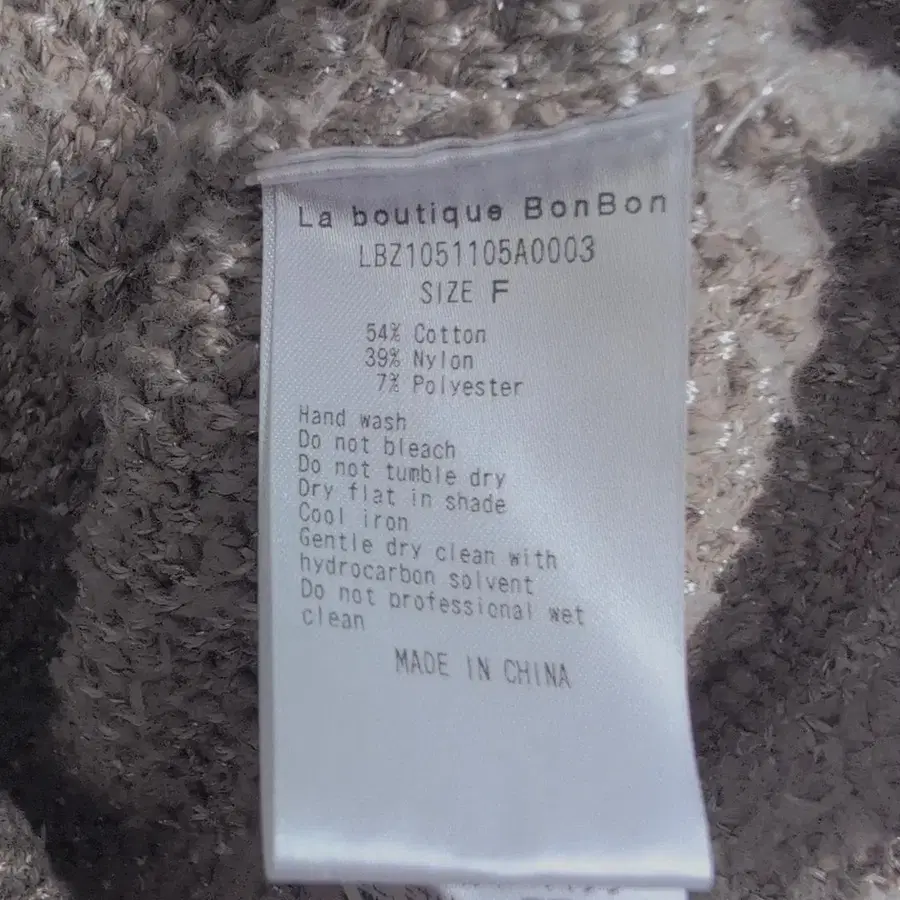 La boutique BonBon
LBZ1051105A0003
SIZE F
54% Cotton
39% Nylon
7% Polyester
Hand wash
Do not bleach
Do not tumble dry
Dry flat in shade
Cool iron
Gentle dry clean with
hydrocarbon solvent
Do not professional wet
clean
MADE IN CHINA